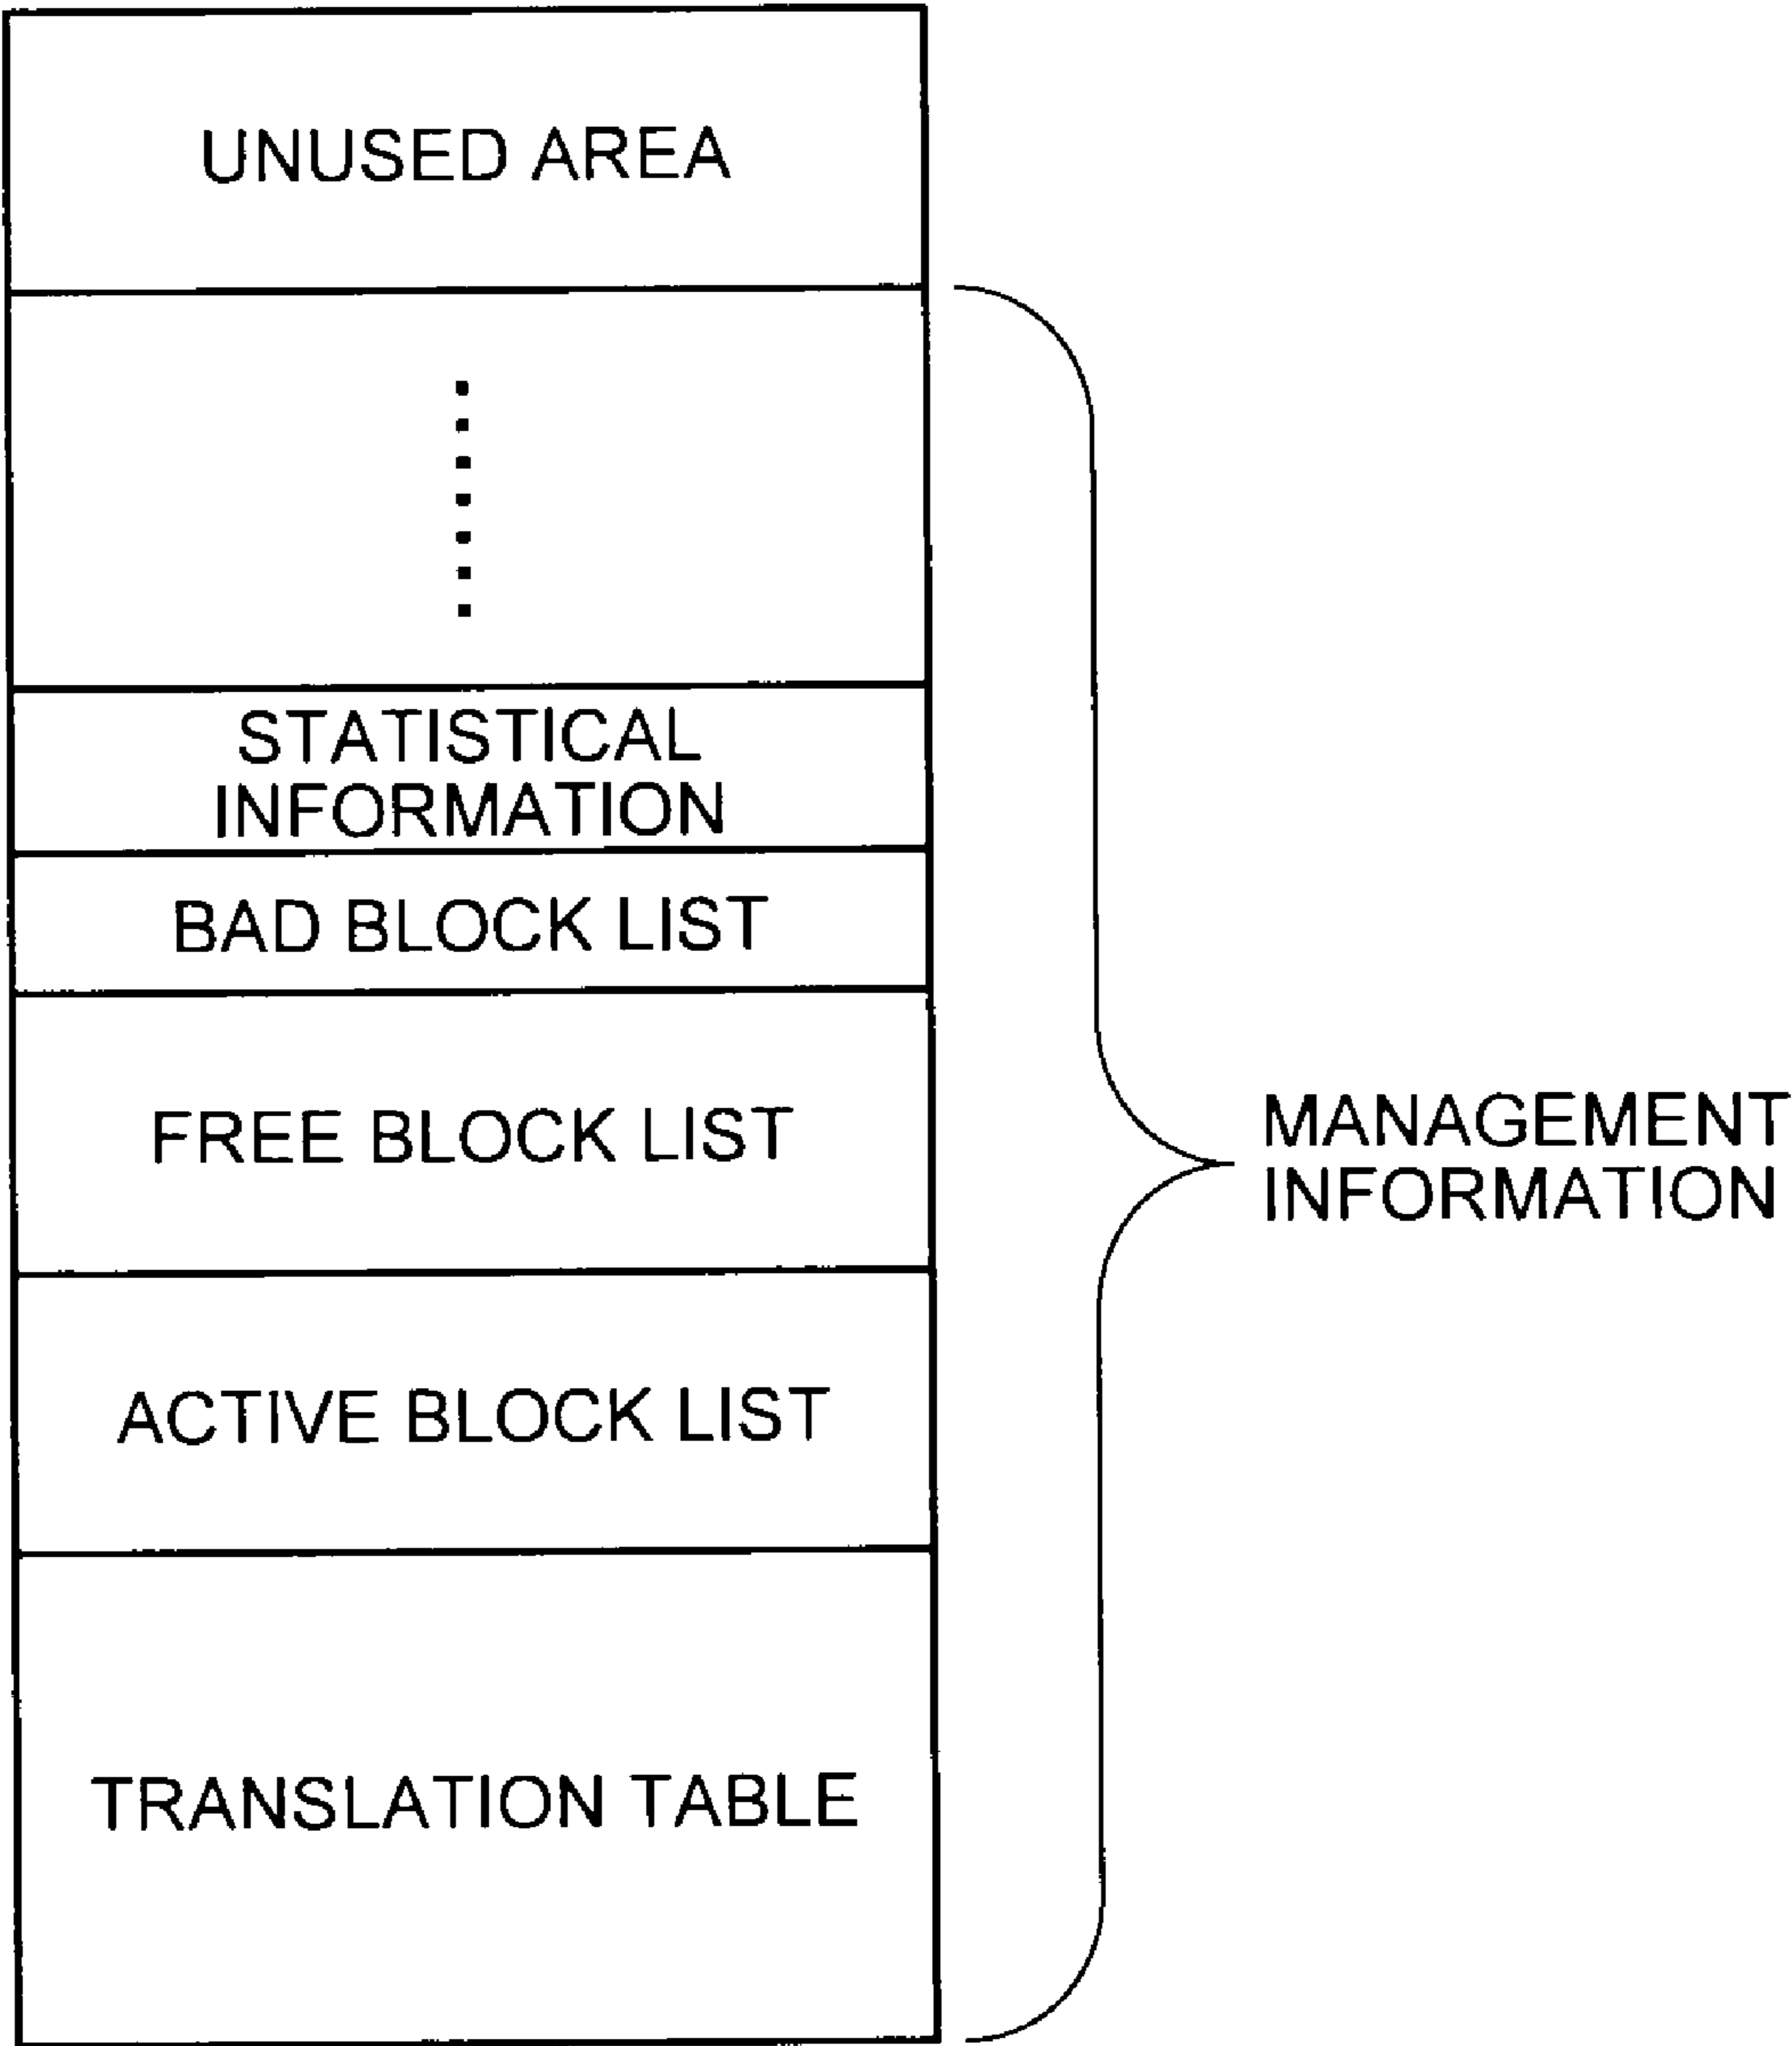 UNUSED AREA
STATISTICAL
INFORMATION
BAD BLOCK LIST
FREE BLOCK LIST
ACTIVE BLOCK LIST
TRANSLATION TABLE
MANAGEMENT
INFORMATION